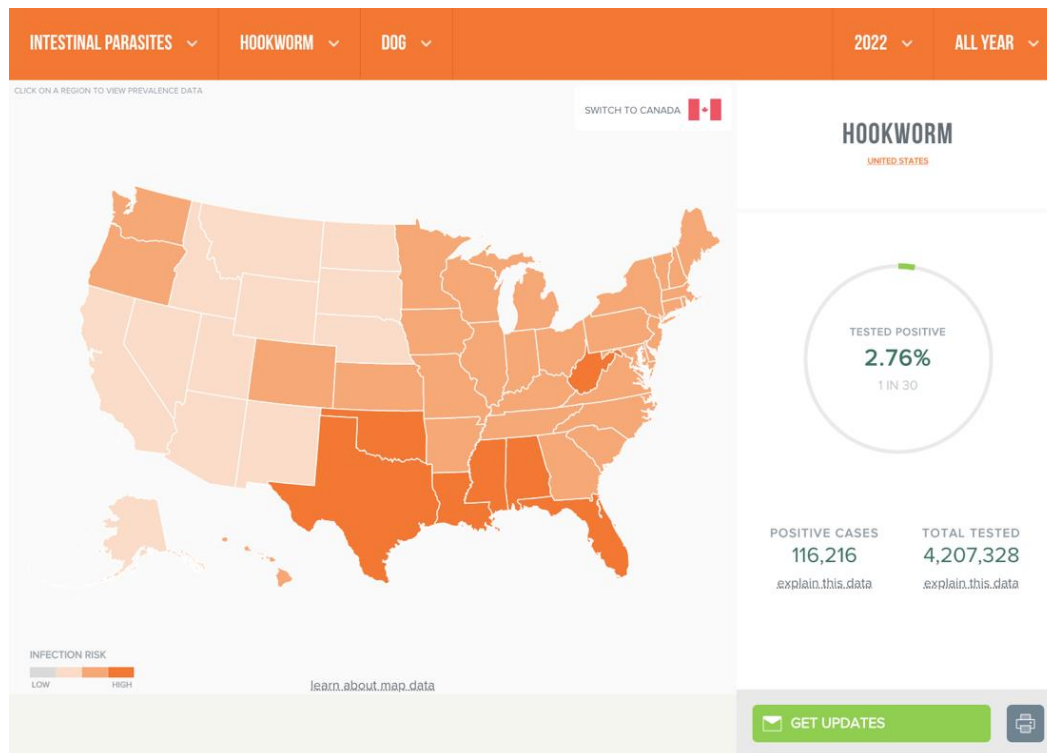 INTESTINAL PARASITES
HOOKWORM
DOG
2022
ALL YEAR
CLICK ON A REGION TO VIEW PREVALENCE DATA
SWITCH TO CANADA
HOOKWORM
UNITED STATES
TESTED POSITIVE
2.76%
1 IN 30
POSITIVE CASES
116,216
explain this data
TOTAL TESTED
4,207,328
explain this data
INFECTION RISK
LOW
HIGH
learn about map data
GET UPDATES